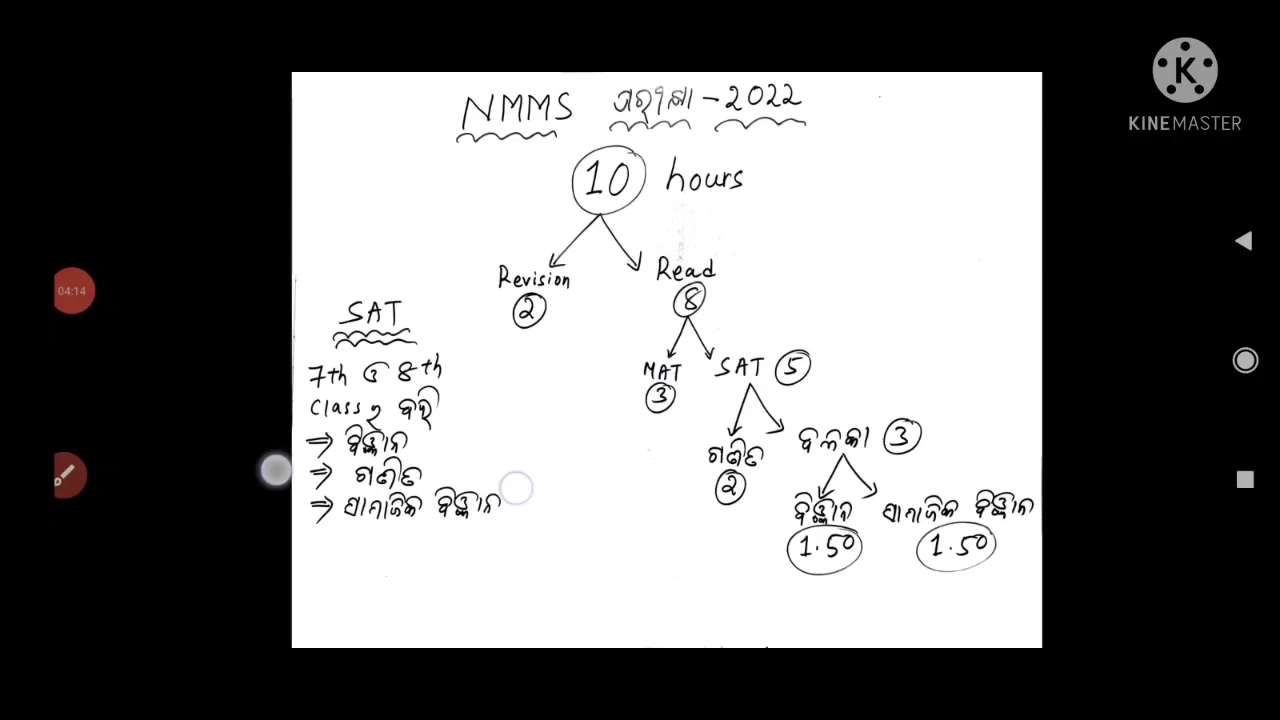 NMMS ପରୀକ୍ଷା - 2022
10 hours
Revision
2
Read
8
MAT
3
SAT 5
ଗଣିତ
2
ବଳକା 3
ବିଜ୍ଞାନ
1.50
ସାମାଜିକ ବିଜ୍ଞାନ
1.50
SAT
7th ଓ 8th
Class ର ବହି
⇒ ବିଜ୍ଞାନ
⇒ ଗଣିତ
⇒ ସାମାଜିକ ବିଜ୍ଞାନ
04:14
K
KINEMASTER